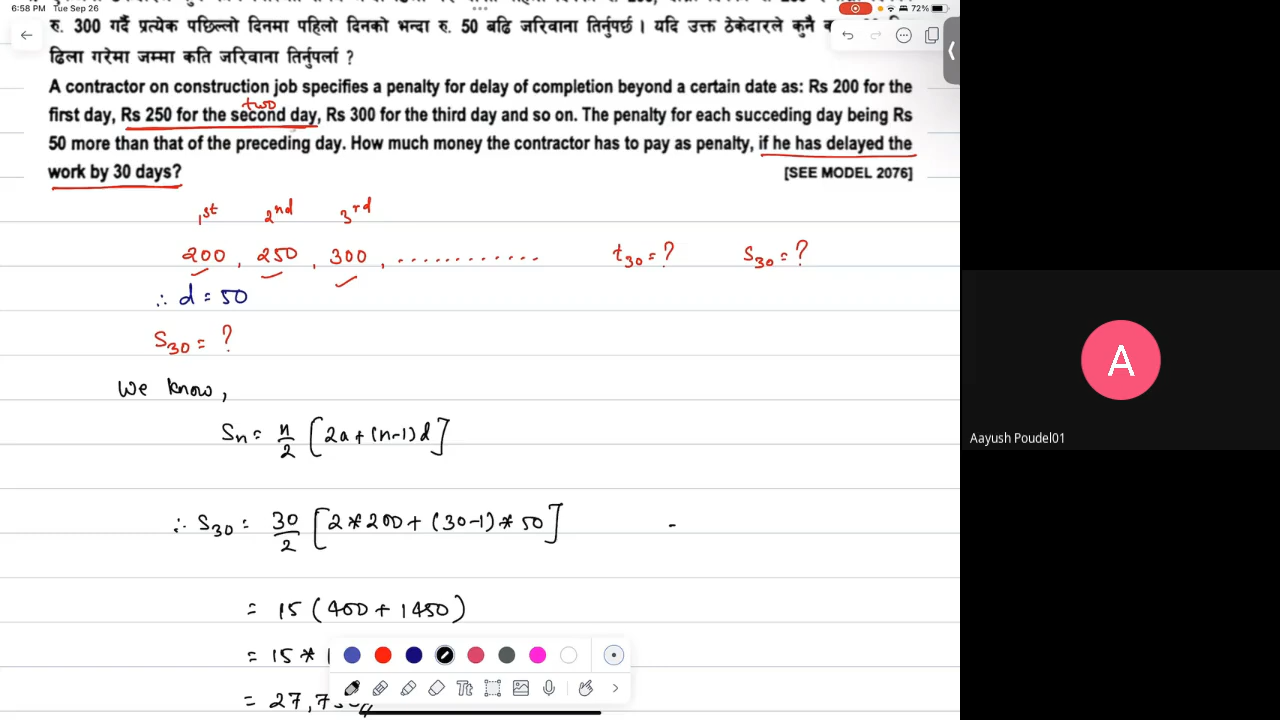 6:58 PM Tue Sep 26
72%
रु. 300 गर्दै प्रत्येक पछिल्लो दिनमा पहिलो दिनको भन्दा रु. 50 बढि जरिवाना तिर्नुपर्छ । यदि उक्त ठेकेदारले कुनै
ढिला गरेमा जम्मा कति जरिवाना तिर्नुपर्ला ?
A contractor on construction job specifies a penalty for delay of completion beyond a certain date as: Rs 200 for the
two
first day, Rs 250 for the second day, Rs 300 for the third day and so on. The penalty for each succeding day being Rs
50 more than that of the preceding day. How much money the contractor has to pay as penalty, if he has delayed the
work by 30 days? [SEE MODEL 2076]
1st 2nd 3rd
200, 250, 300, ............ t30 = ? S30 = ?
∴ d = 50
S30 = ?
We know,
Sn = n/2 [2a + (n-1)d]
∴ S30 = 30/2 [2*200 + (30-1)*50] =
= 15 (400 + 1450)
= 15 * 1
= 27,750
Tt
A
Aayush Poudel01